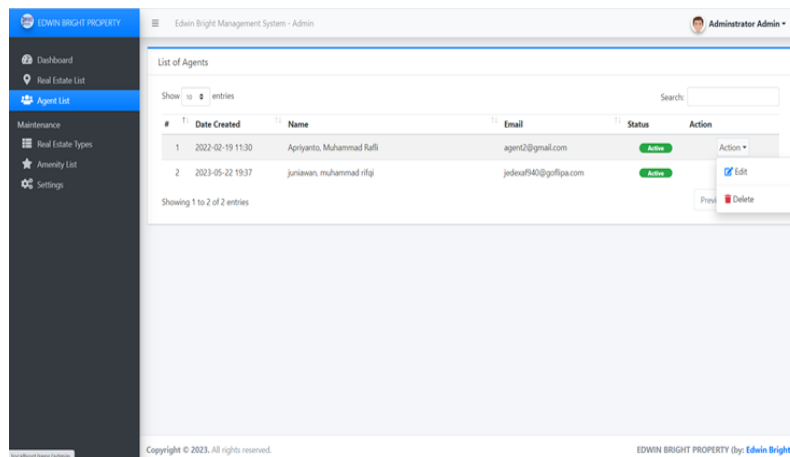 EDWIN BRIGHT PROPERTY
Edwin Bright Management System - Admin
Adminstrator Admin
Dashboard
Real Estate List
Agent List
Maintenance
Real Estate Types
Amenity List
Settings
List of Agents
Show 10 entries
Search:
# Date Created Name Email Status Action
1 2022-02-19 11:30 Apriyanto, Muhammad Rafli agent2@gmail.com Active Action
2 2023-05-22 19:37 juniawan, muhammad rifqi jedexaf940@goflipa.com Active
Edit
Delete
Showing 1 to 2 of 2 entries
Previ
Copyright © 2023. All rights reserved.
EDWIN BRIGHT PROPERTY (by: Edwin Bright